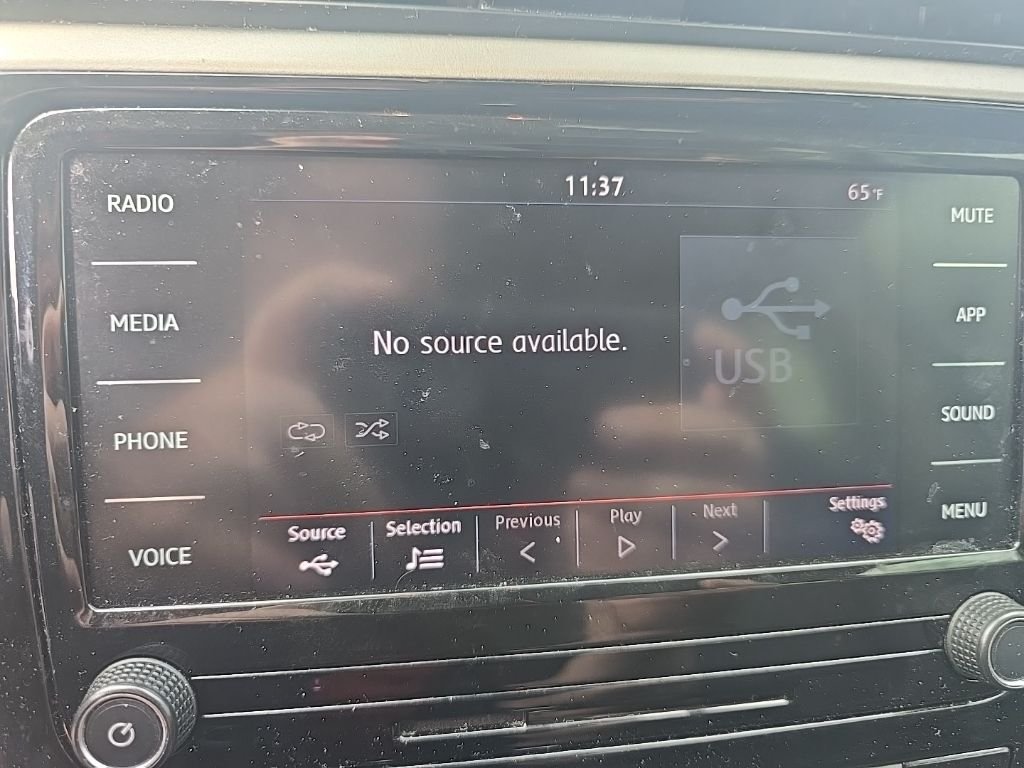 11:37
65°F
RADIO
MEDIA
PHONE
VOICE
No source available.
USB
Source
Selection
Previous
Play
Next
Settings
MUTE
APP
SOUND
MENU